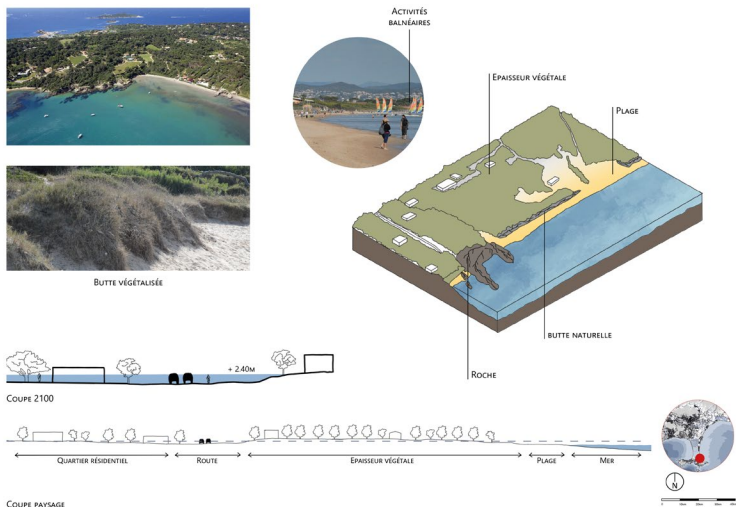 Activités
balnéaires
Epaisseur végétale
Plage
Butte végétalisée
butte naturelle
Roche
+ 2.40m
Coupe 2100
Quartier résidentiel
Route
Epaisseur végétale
Plage
Mer
N
Coupe paysage